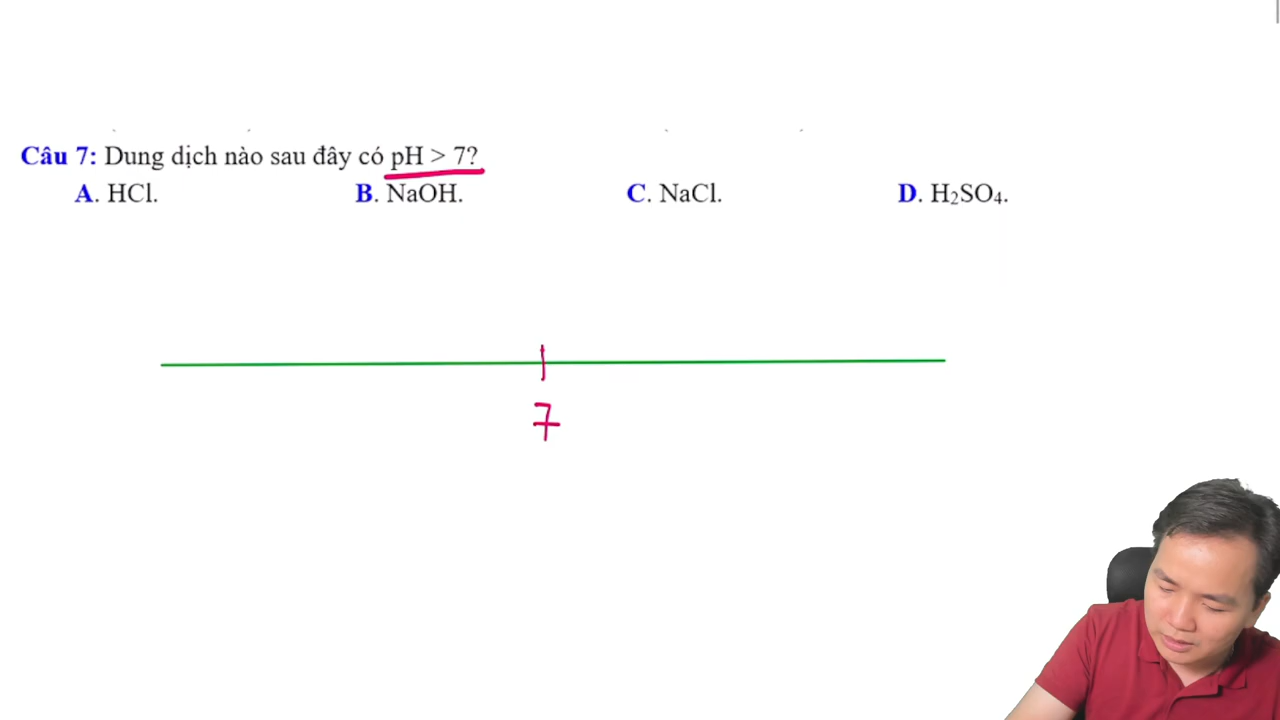 Câu 7: Dung dịch nào sau đây có pH > 7?
A. HCl. B. NaOH. C. NaCl. D. H₂SO₄.
7